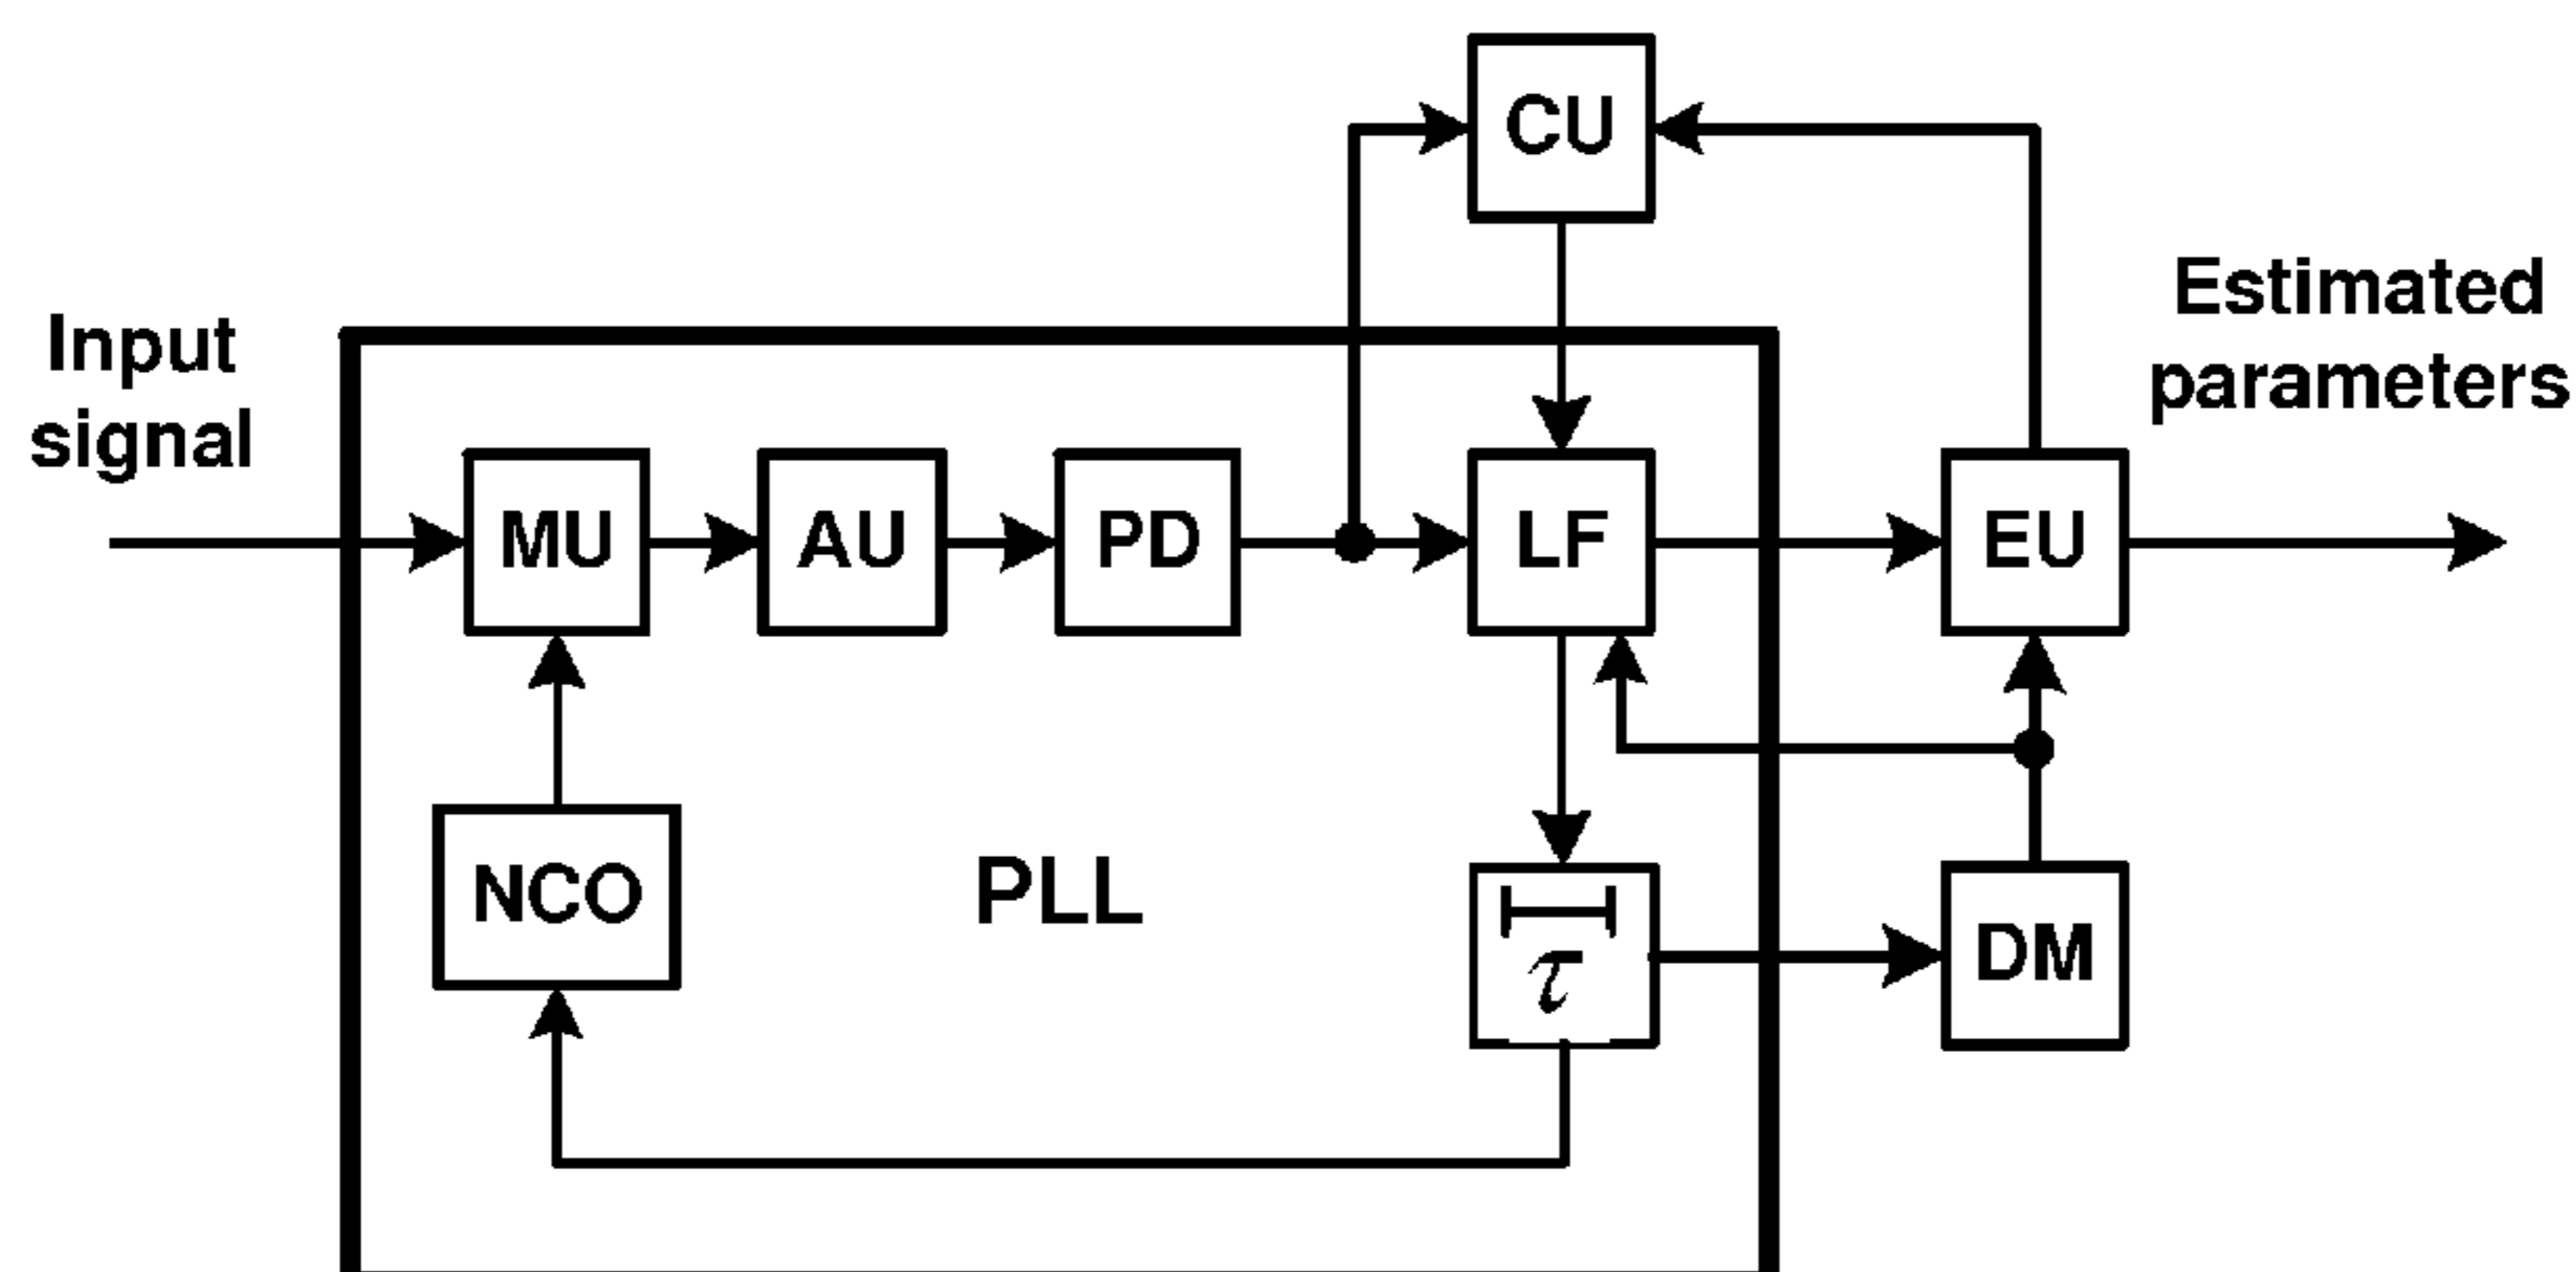 CU
Input
signal
Estimated
parameters
MU
AU
PD
LF
EU
NCO
PLL
τ
DM